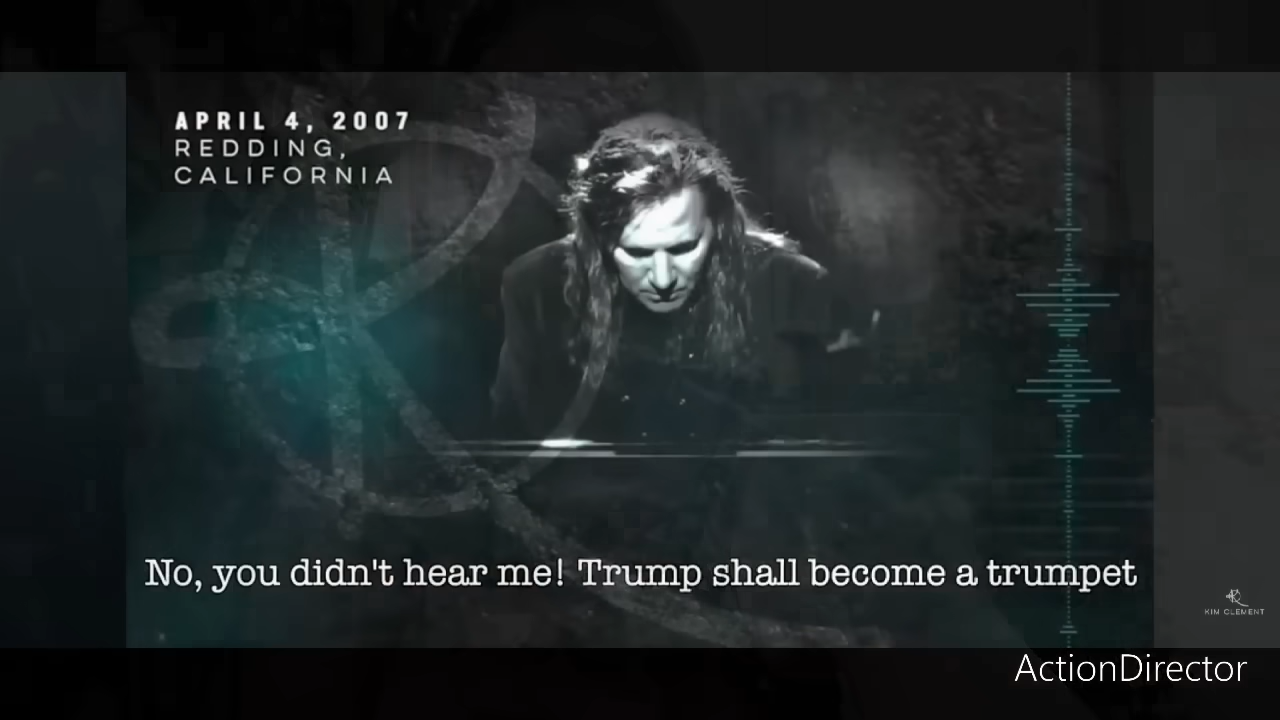 APRIL 4, 2007
REDDING,
CALIFORNIA
No, you didn't hear me! Trump shall become a trumpet
KIM CLEMENT
ActionDirector